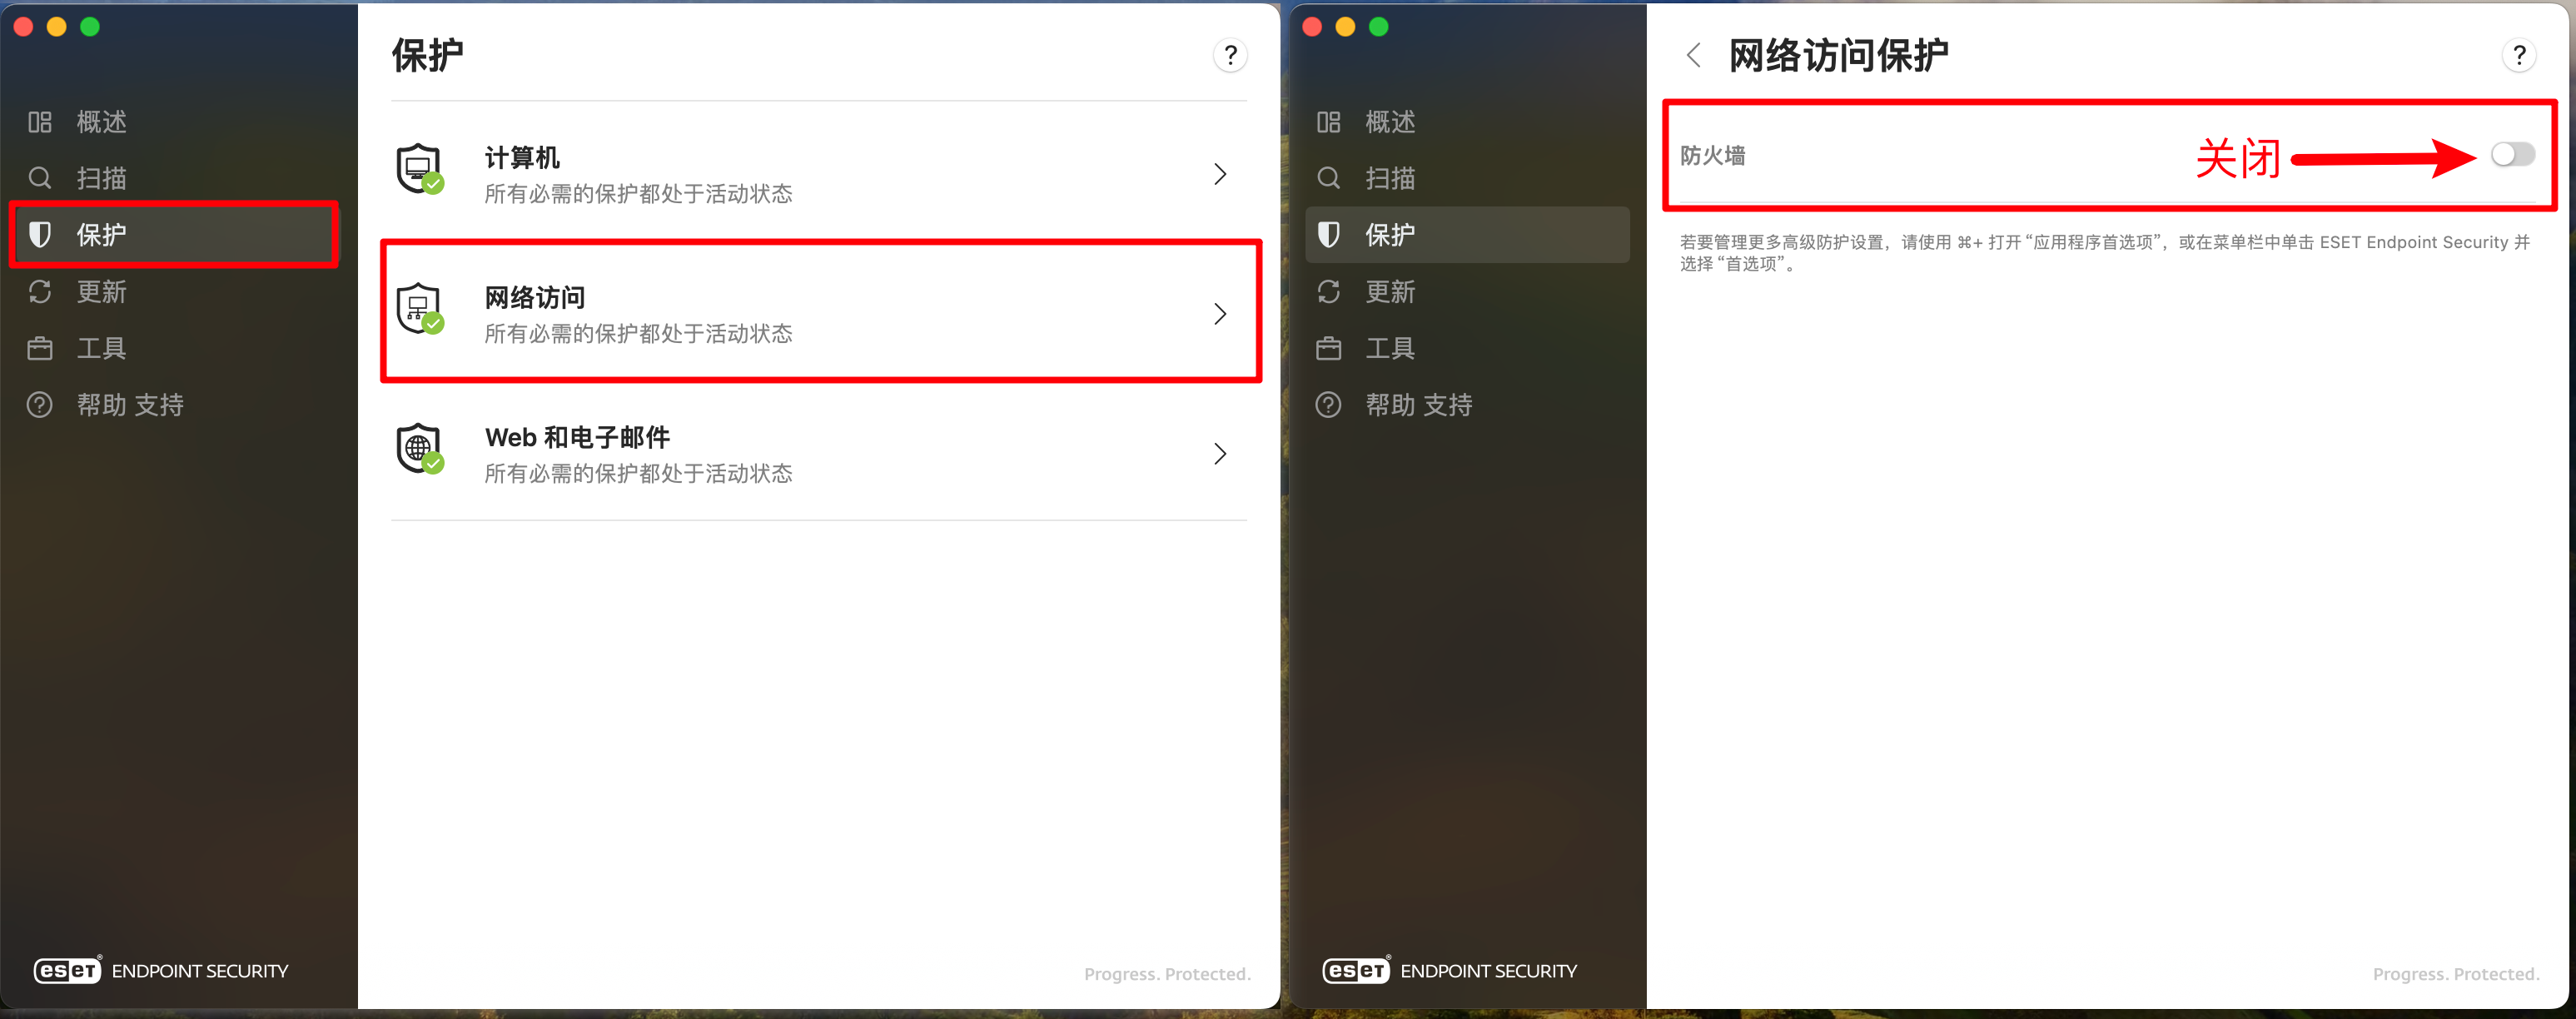 保护
?
概述
扫描
保护
更新
工具
帮助 支持
计算机
所有必需的保护都处于活动状态
网络访问
所有必需的保护都处于活动状态
Web 和电子邮件
所有必需的保护都处于活动状态
eseT® ENDPOINT SECURITY
Progress. Protected.
网络访问保护
?
概述
扫描
保护
更新
工具
帮助 支持
防火墙
关闭
若要管理更多高级防护设置，请使用 ⌘+ 打开 “应用程序首选项”，或在菜单栏中单击 ESET Endpoint Security 并
选择 “首选项”。
eseT® ENDPOINT SECURITY
Progress. Protected.